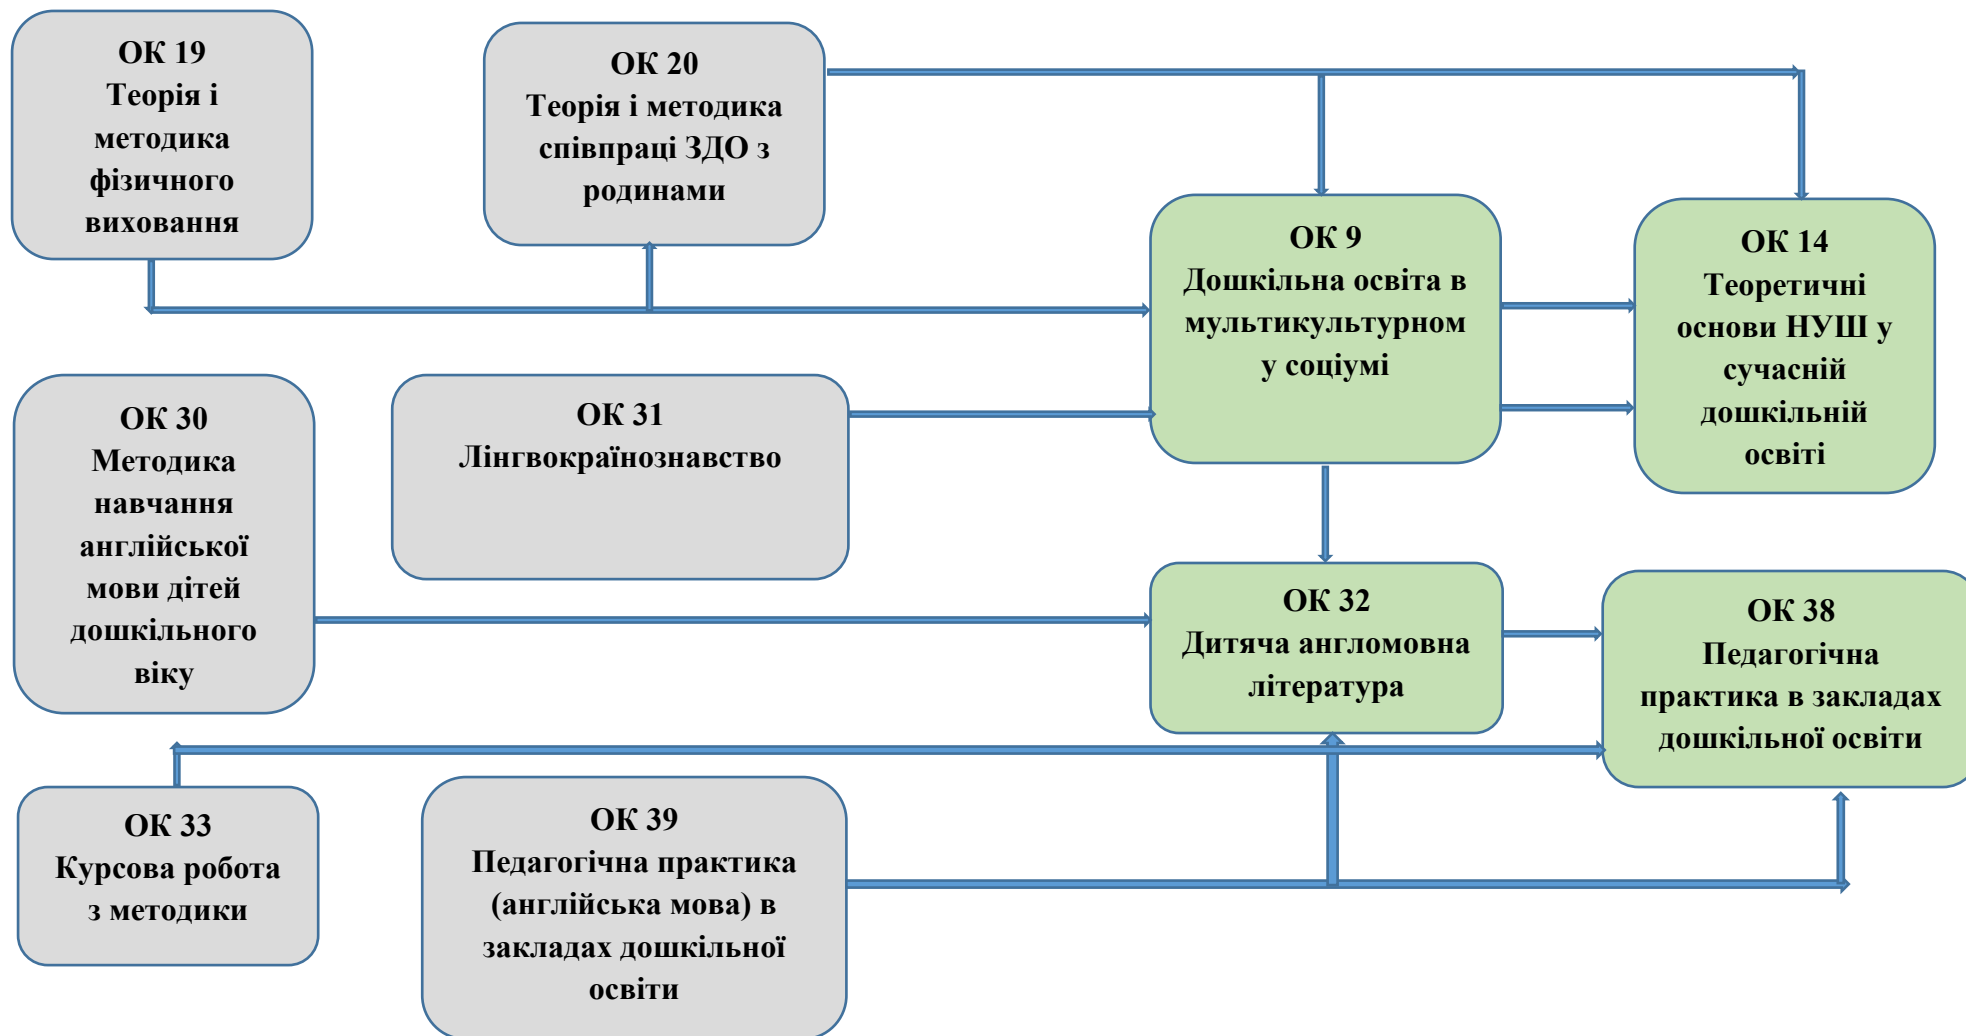 ОК 19
Теорія і
методика
фізичного
виховання
ОК 20
Теорія і методика
співпраці ЗДО з
родинами
ОК 9
Дошкільна освіта в
мультикультурном
у соціумі
ОК 14
Теоретичні
основи НУШ у
сучасній
дошкільній
освіті
ОК 30
Методика
навчання
англійської
мови дітей
дошкільного
віку
ОК 31
Лінгвокраїнознавство
ОК 32
Дитяча англомовна
література
ОК 38
Педагогічна
практика в закладах
дошкільної освіти
ОК 33
Курсова робота
з методики
ОК 39
Педагогічна практика
(англійська мова) в
закладах дошкільної
освіти